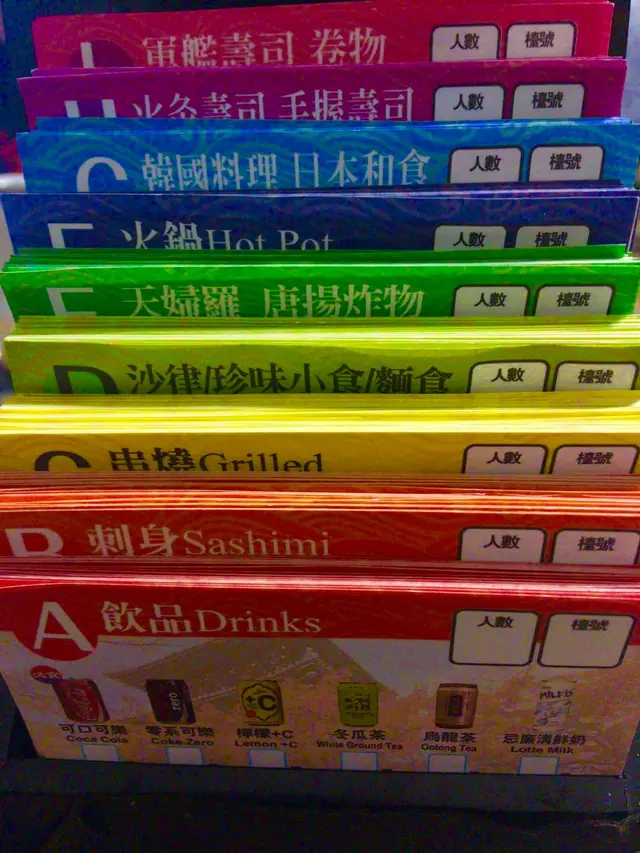 I 軍艦壽司 卷物 人數 檯號
H 火灸壽司 手握壽司 人數 檯號
G 韓國料理 日本和食 人數 檯號
F 火鍋Hot Pot 人數 檯號
E 天婦羅 唐揚炸物 人數 檯號
D 沙律/珍味小食/麵食 人數 檯號
C 串燒Grilled 人數 檯號
B 刺身Sashimi 人數 檯號
A 飲品Drinks 人數 檯號
zero +C
可口可樂 零系可樂 檸檬+C 冬瓜茶 烏龍茶 忌廉溝鮮奶
Coca Cola Coke Zero Lemon +C White Ground Tea Oolong Tea Lotte Milk